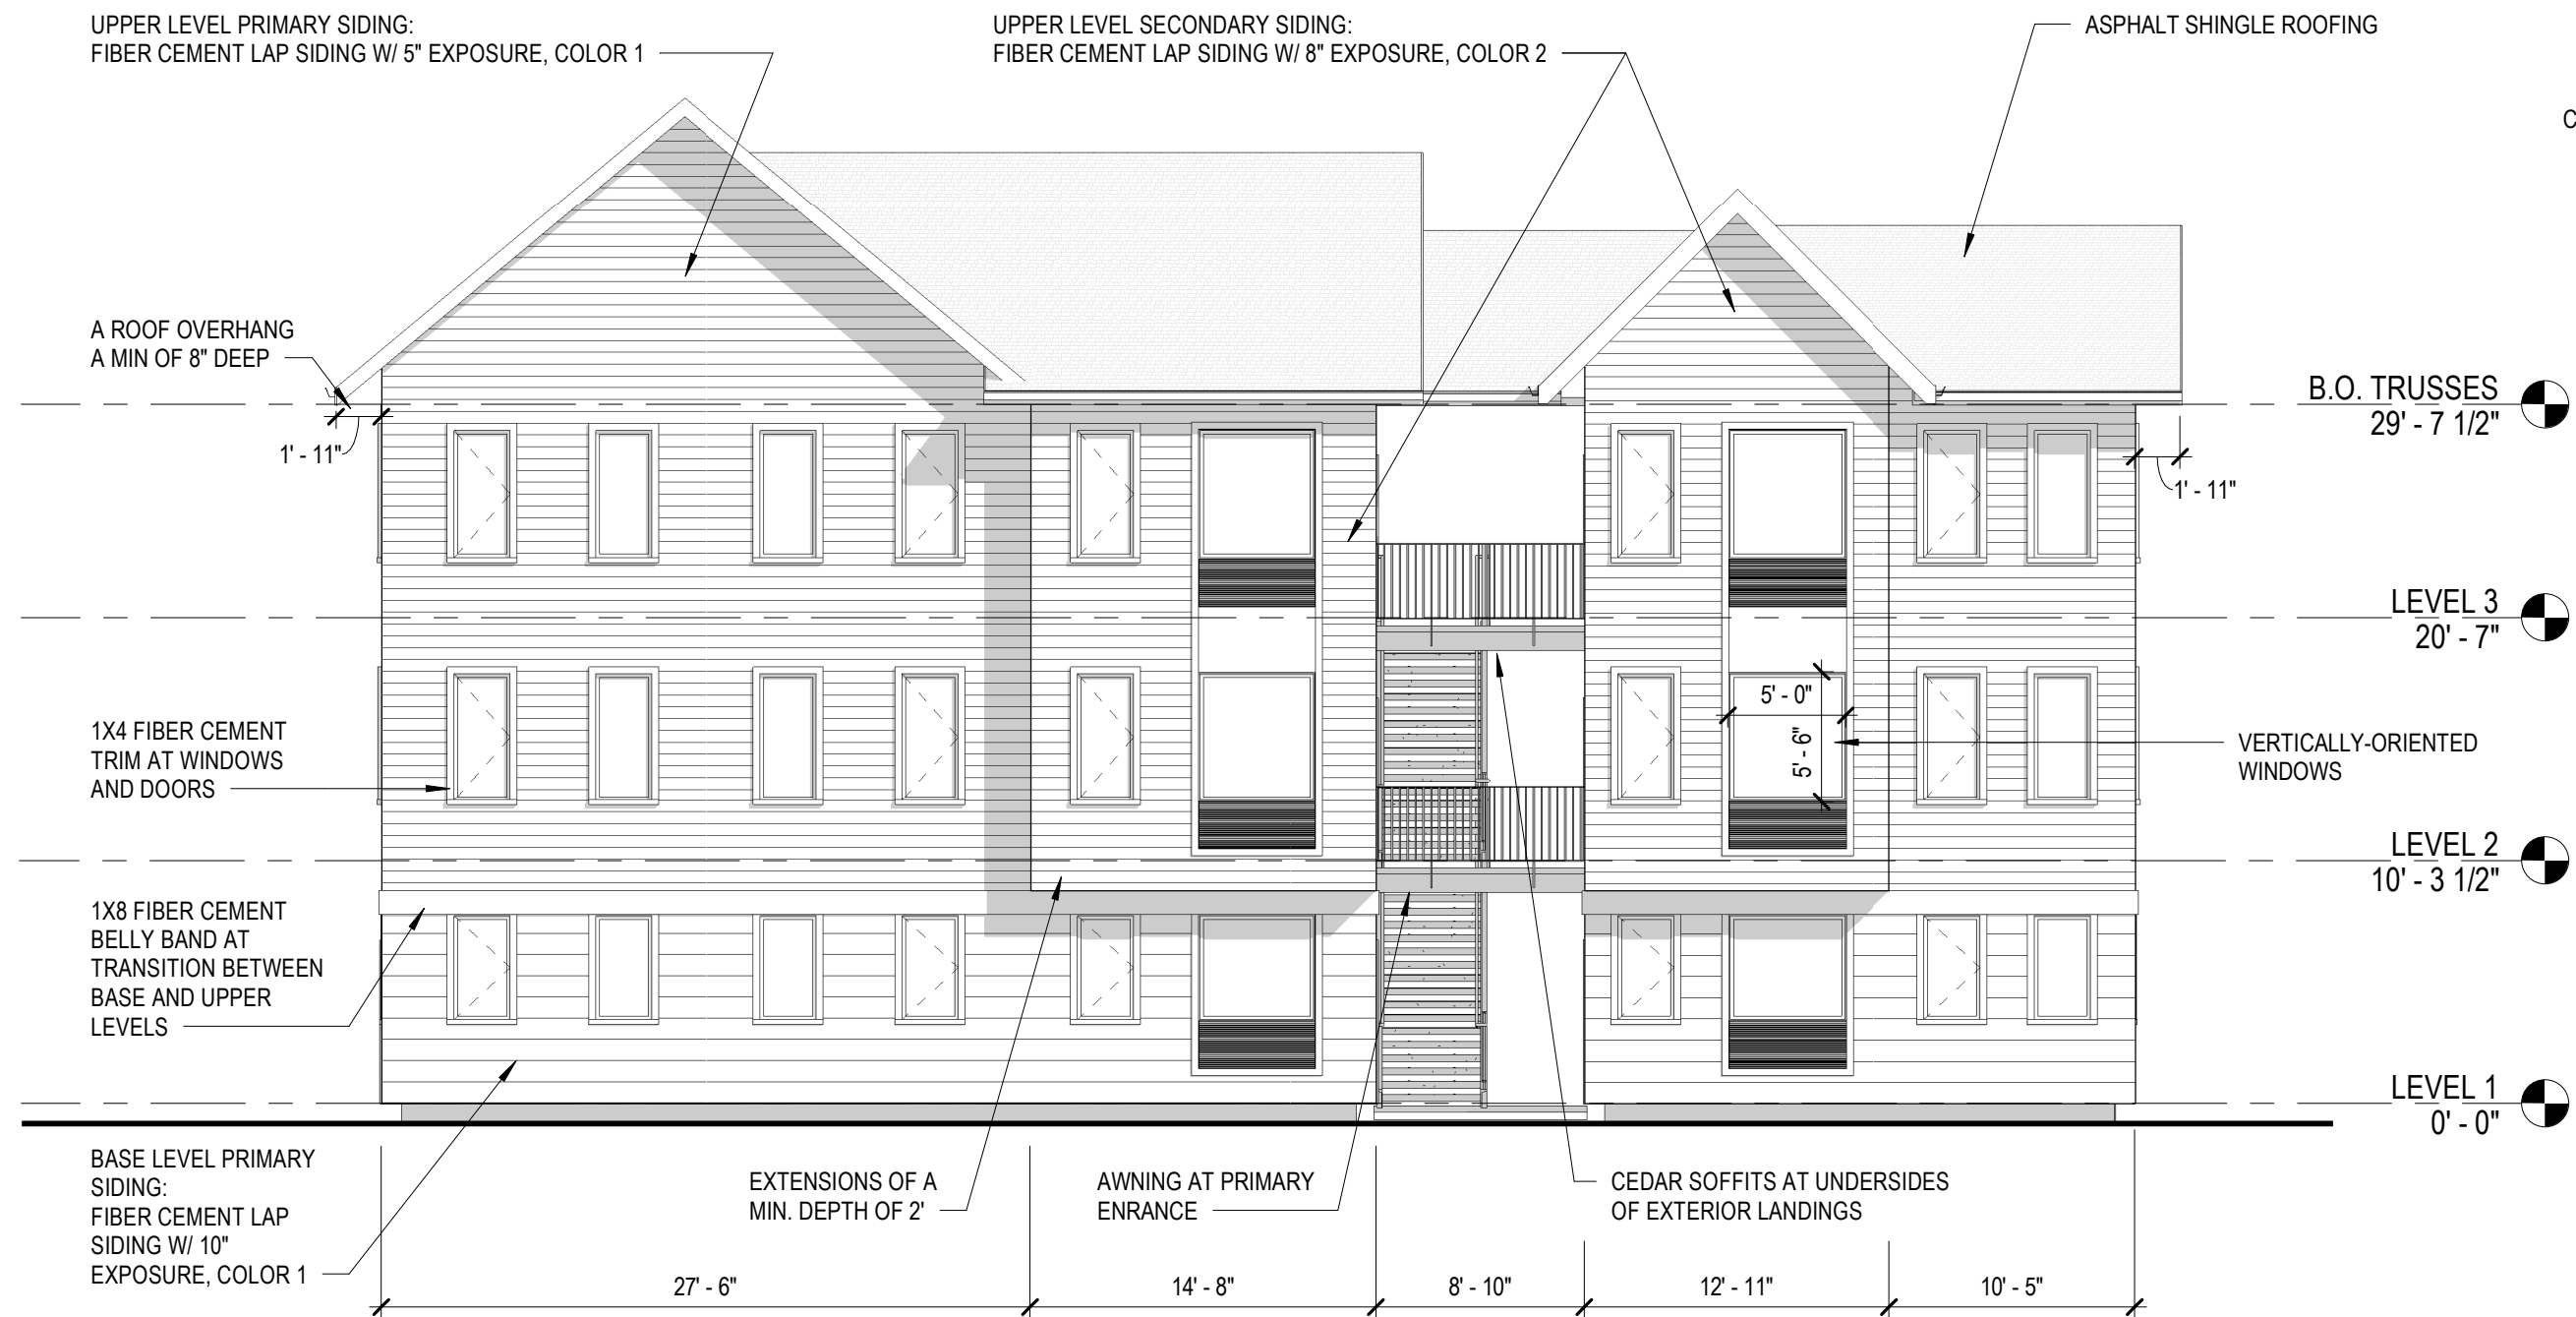 UPPER LEVEL PRIMARY SIDING:
FIBER CEMENT LAP SIDING W/ 5" EXPOSURE, COLOR 1
UPPER LEVEL SECONDARY SIDING:
FIBER CEMENT LAP SIDING W/ 8" EXPOSURE, COLOR 2
ASPHALT SHINGLE ROOFING
C
A ROOF OVERHANG
A MIN OF 8" DEEP
1' - 11"
B.O. TRUSSES
29' - 7 1/2"
1' - 11"
LEVEL 3
20' - 7"
5' - 0"
5' - 6"
1X4 FIBER CEMENT
TRIM AT WINDOWS
AND DOORS
VERTICALLY-ORIENTED
WINDOWS
LEVEL 2
10' - 3 1/2"
1X8 FIBER CEMENT
BELLY BAND AT
TRANSITION BETWEEN
BASE AND UPPER
LEVELS
LEVEL 1
0' - 0"
BASE LEVEL PRIMARY
SIDING:
FIBER CEMENT LAP
SIDING W/ 10"
EXPOSURE, COLOR 1
EXTENSIONS OF A
MIN. DEPTH OF 2'
AWNING AT PRIMARY
ENRANCE
CEDAR SOFFITS AT UNDERSIDES
OF EXTERIOR LANDINGS
27' - 6"
14' - 8"
8' - 10"
12' - 11"
10' - 5"